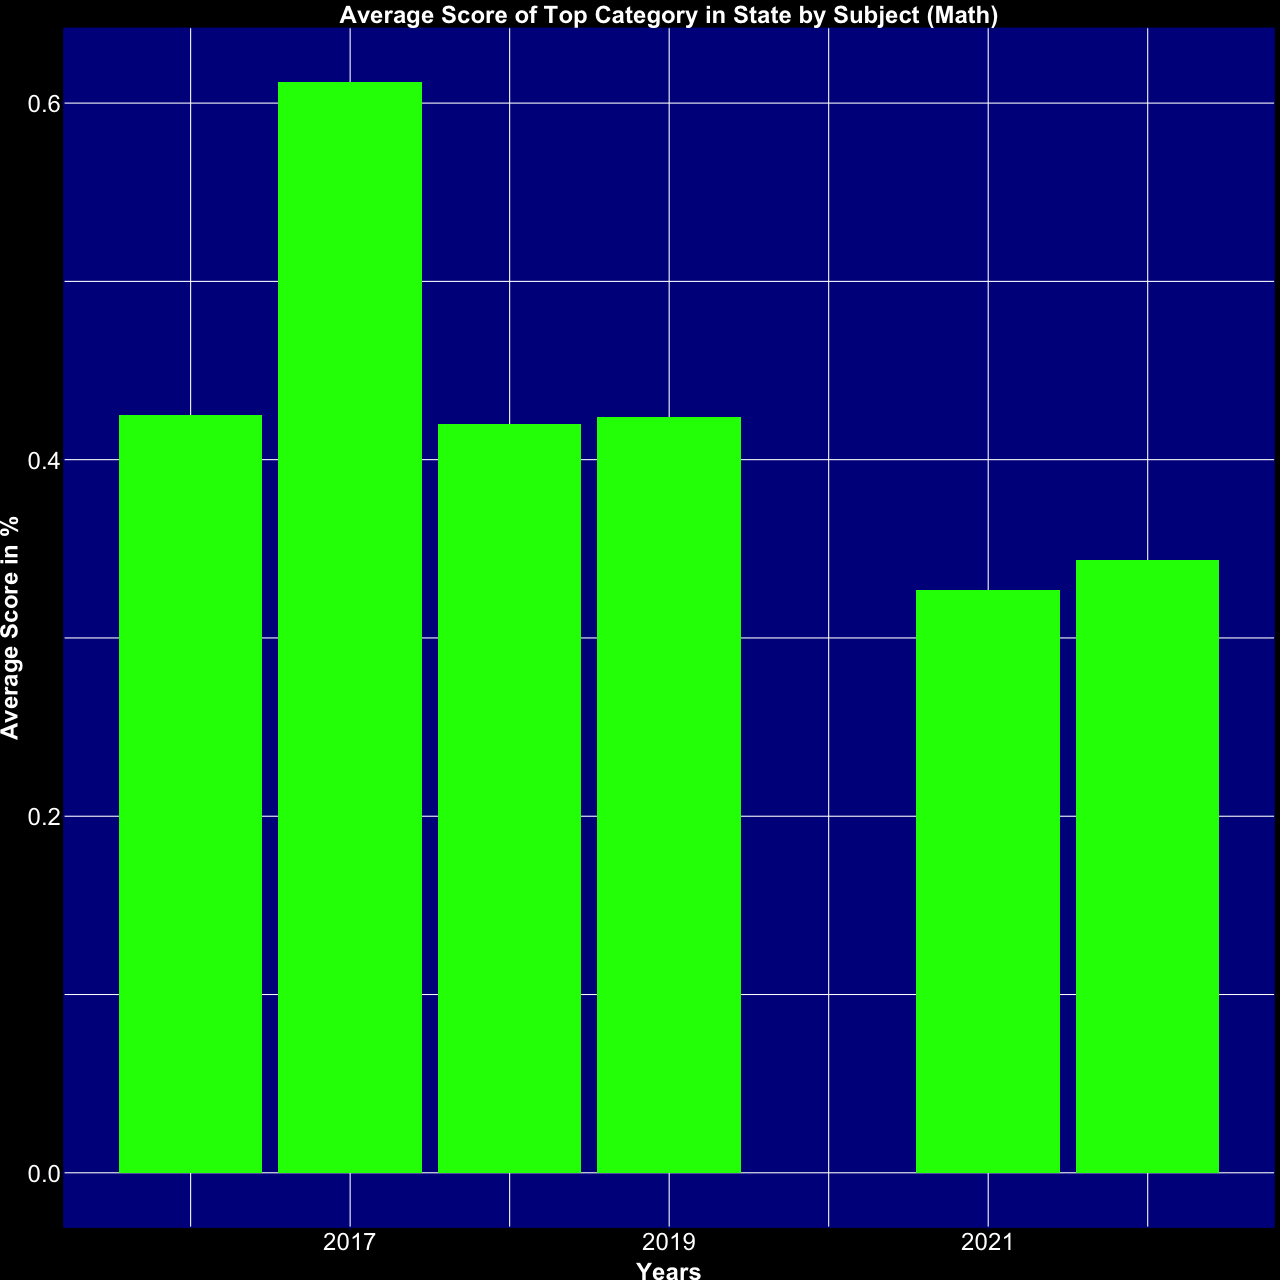 Average Score of Top Category in State by Subject (Math)
0.6
0.4
0.2
0.0
Average Score in %
2017 2019 2021
Years